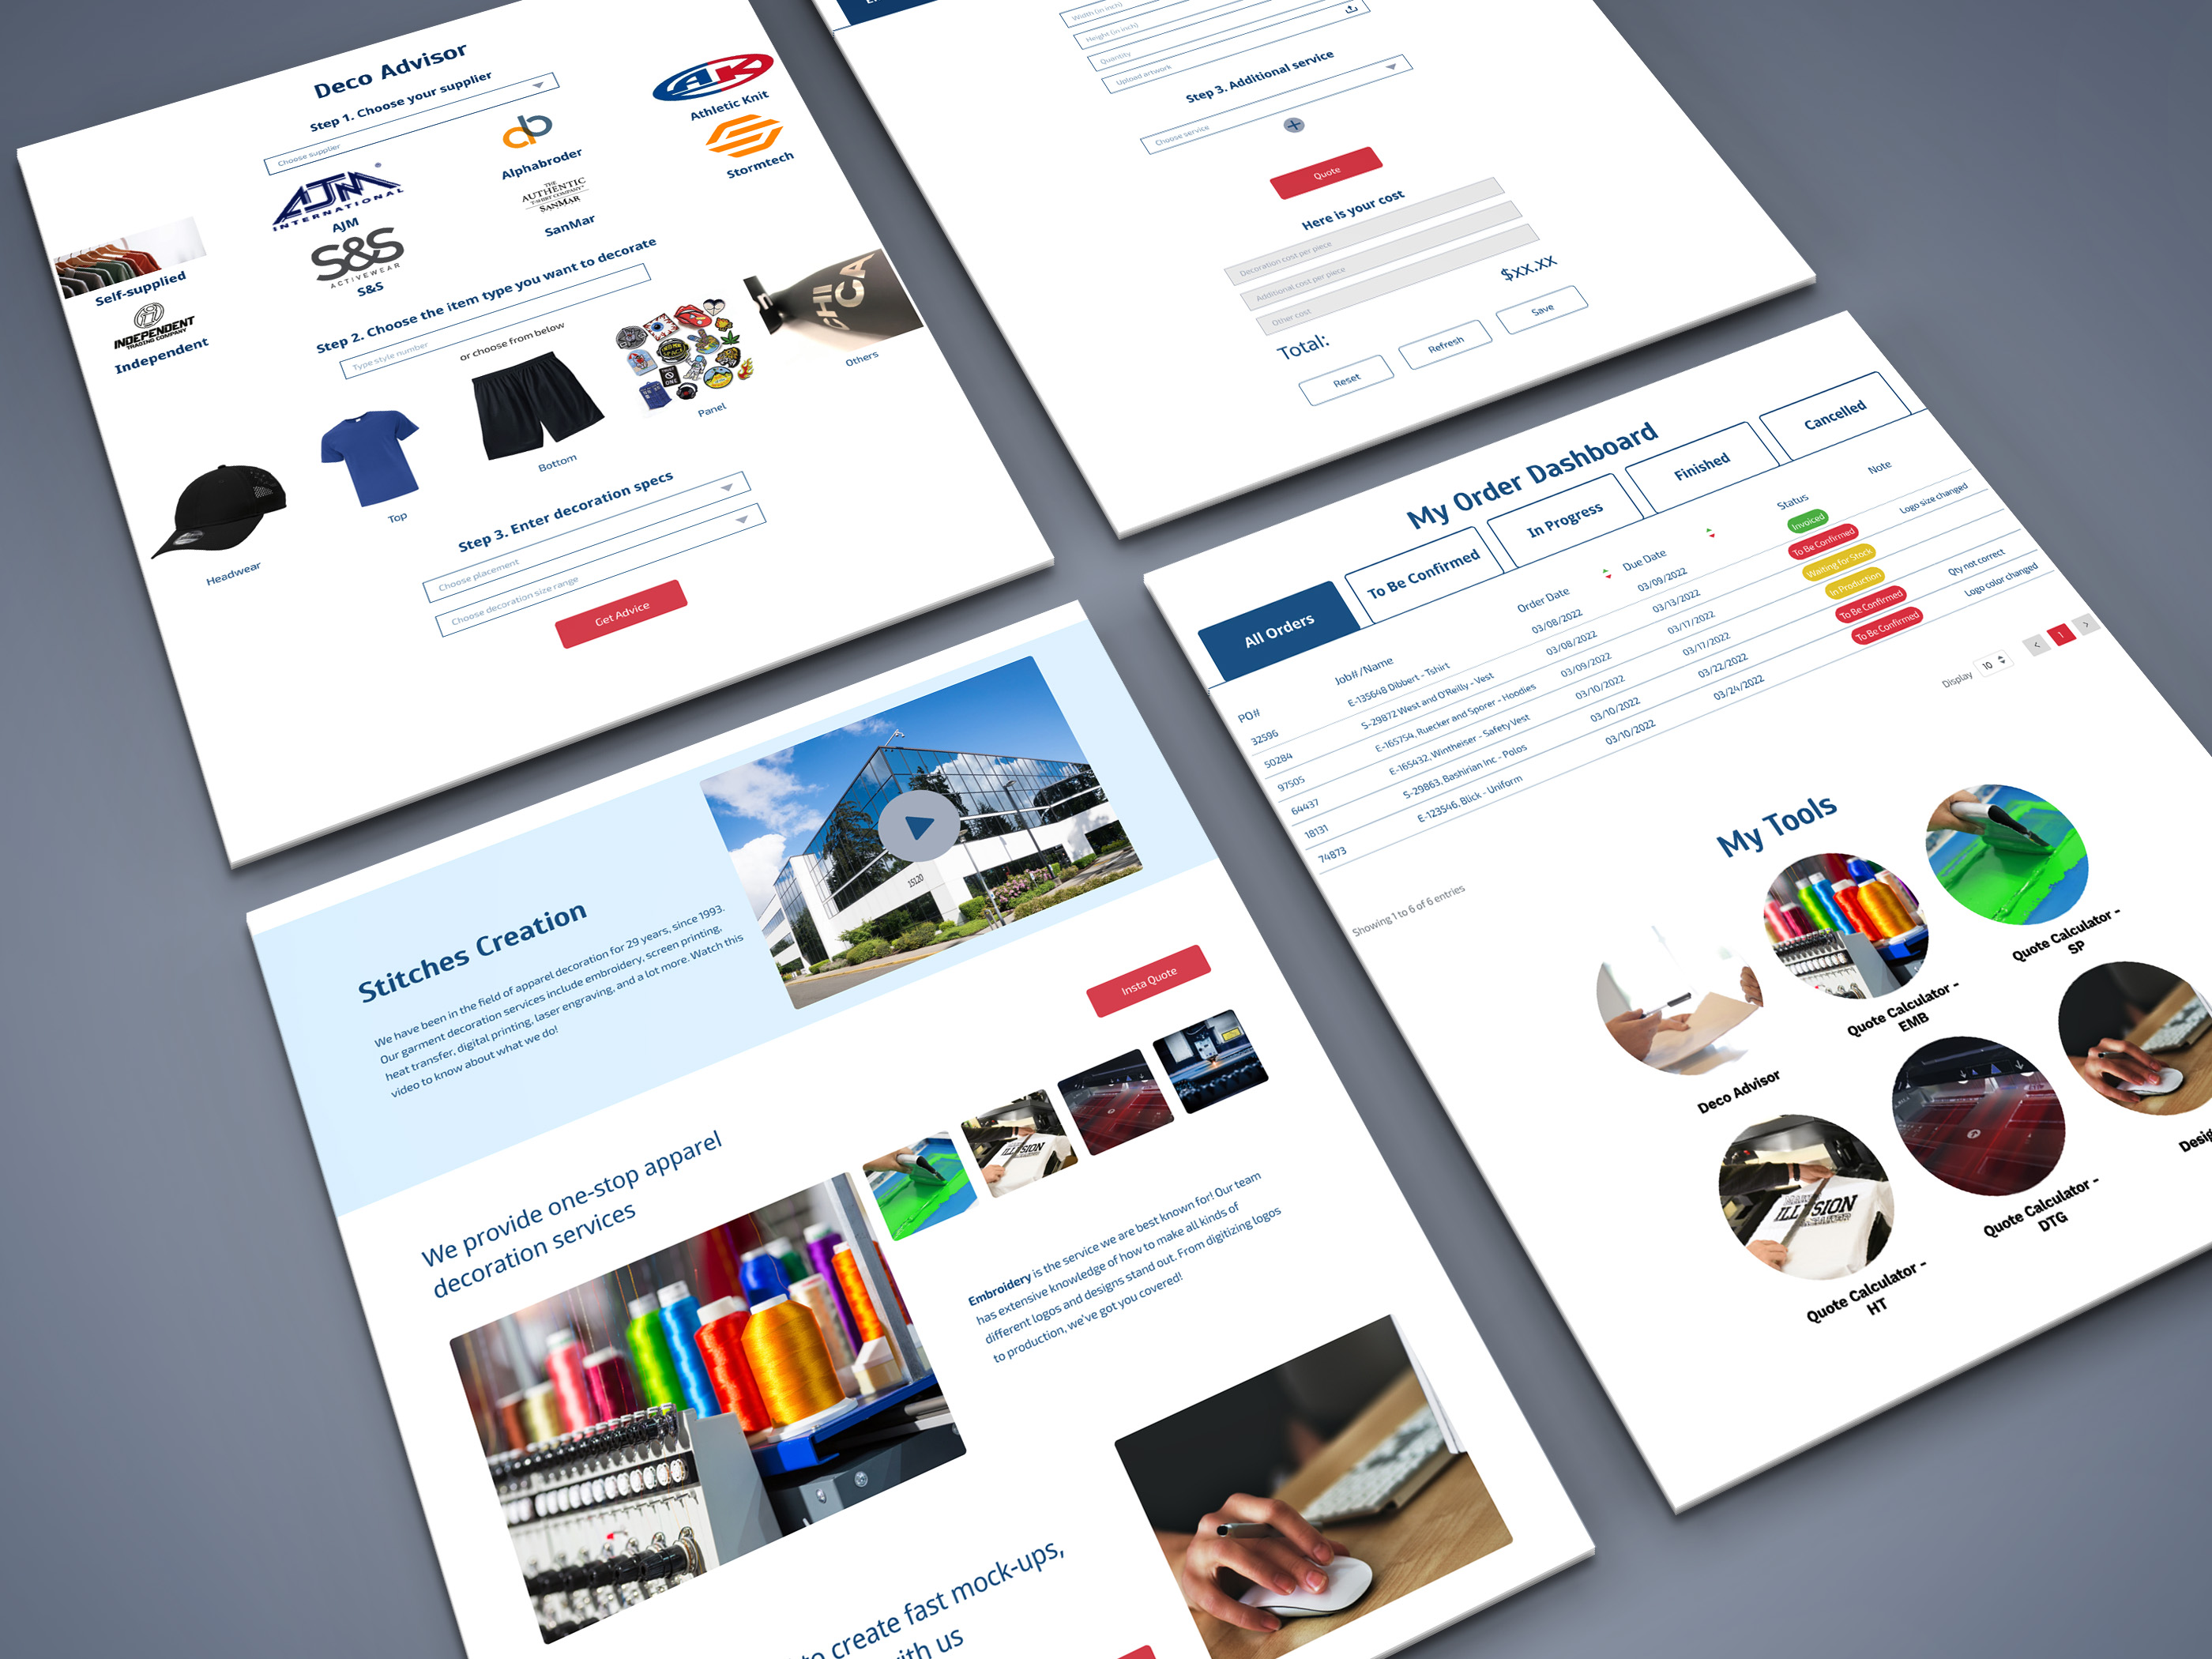 Deco Advisor
Step 1. Choose your supplier
Choose supplier
AJM
INTERNATIONAL
AJM
ab
Alphabroder
AK
Athletic Knit
Self-supplied
S&S
ACTIVEWEAR
S&S
THE
AUTHENTIC
T-SHIRT COMPANY®
SANMAR
SanMar
Stormtech
INDEPENDENT
TRADING COMPANY
Independent
Step 2. Choose the item type you want to decorate
Type style number
or choose from below
Headwear
Top
Bottom
Panel
Others
CHI
CA
Step 3. Enter decoration specs
Choose placement
Choose decoration size range
Get Advice
Width (in inch)
Height (in inch)
Quantity
Upload artwork
Step 3. Additional service
Choose service
Quote
Here is your cost
Decoration cost per piece
Additional cost per piece
Other cost
Total:
$xx.xx
Reset
Refresh
Save
Stitches Creation
We have been in the field of apparel decoration for 29 years, since 1993.
Our garment decoration services include embroidery, screen printing,
heat transfer, digital printing, laser engraving, and a lot more. Watch this
video to know about what we do!
15120
Insta Quote
We provide one-stop apparel
decoration services
ILLUSION
Embroidery is the service we are best known for! Our team
has extensive knowledge of how to make all kinds of
different logos and designs stand out. From digitizing logos
to production, we've got you covered!
to create fast mock-ups,
with us
My Order Dashboard
All Orders
To Be Confirmed
In Progress
Finished
Cancelled
PO# Job#/Name Order Date Due Date Status Note
32596 E-135648 Dibbert - Tshirt 03/08/2022 03/09/2022 Invoiced
50284 S-29872 West and O'Reilly - Vest 03/08/2022 03/13/2022 To Be Confirmed Logo size changed
97505 E-165754, Ruecker and Sporer - Hoodies 03/09/2022 03/17/2022 Waiting for Stock
64437 E-165432, Wintheiser - Safety Vest 03/10/2022 03/17/2022 In Production
18131 S-29863, Bashirian Inc - Polos 03/10/2022 03/22/2022 To Be Confirmed Qty not correct
74873 E-123546, Blick - Uniform 03/10/2022 03/24/2022 To Be Confirmed Logo color changed
Showing 1 to 6 of 6 entries
Display 10
< 1 >
My Tools
Deco Advisor
Quote Calculator -
EMB
Quote Calculator -
SP
ILLUSION
Quote Calculator -
HT
Quote Calculator -
DTG
Desig